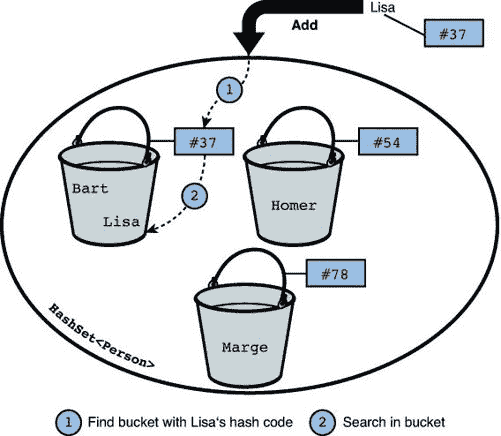 Lisa
Add
#37
1
#37
#54
Bart
2
Lisa
Homer
#78
Marge
HashSet<Person>
1 Find bucket with Lisa's hash code 2 Search in bucket